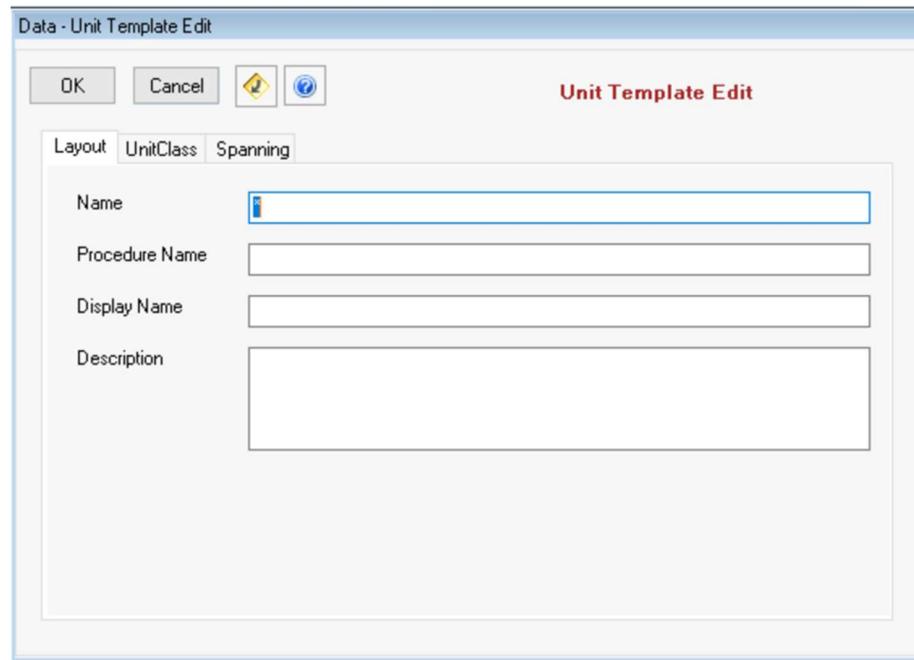 Data - Unit Template Edit
OK Cancel
Unit Template Edit
Layout UnitClass Spanning
Name *
Procedure Name
Display Name
Description